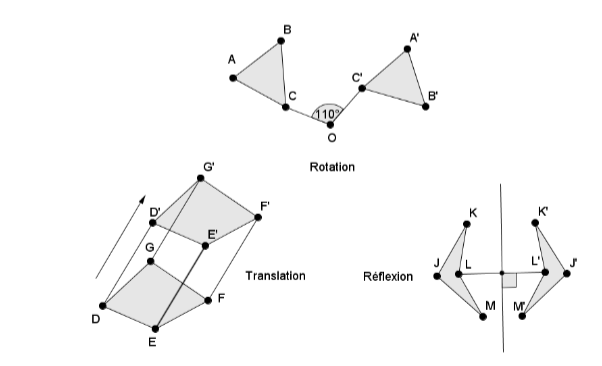 A'
B
A
C'
C
B'
110°
O
Rotation
G'
D'
F'
E'
G
Translation
F
D
E
K
K'
J
L
L'
J'
Réflexion
M
M'